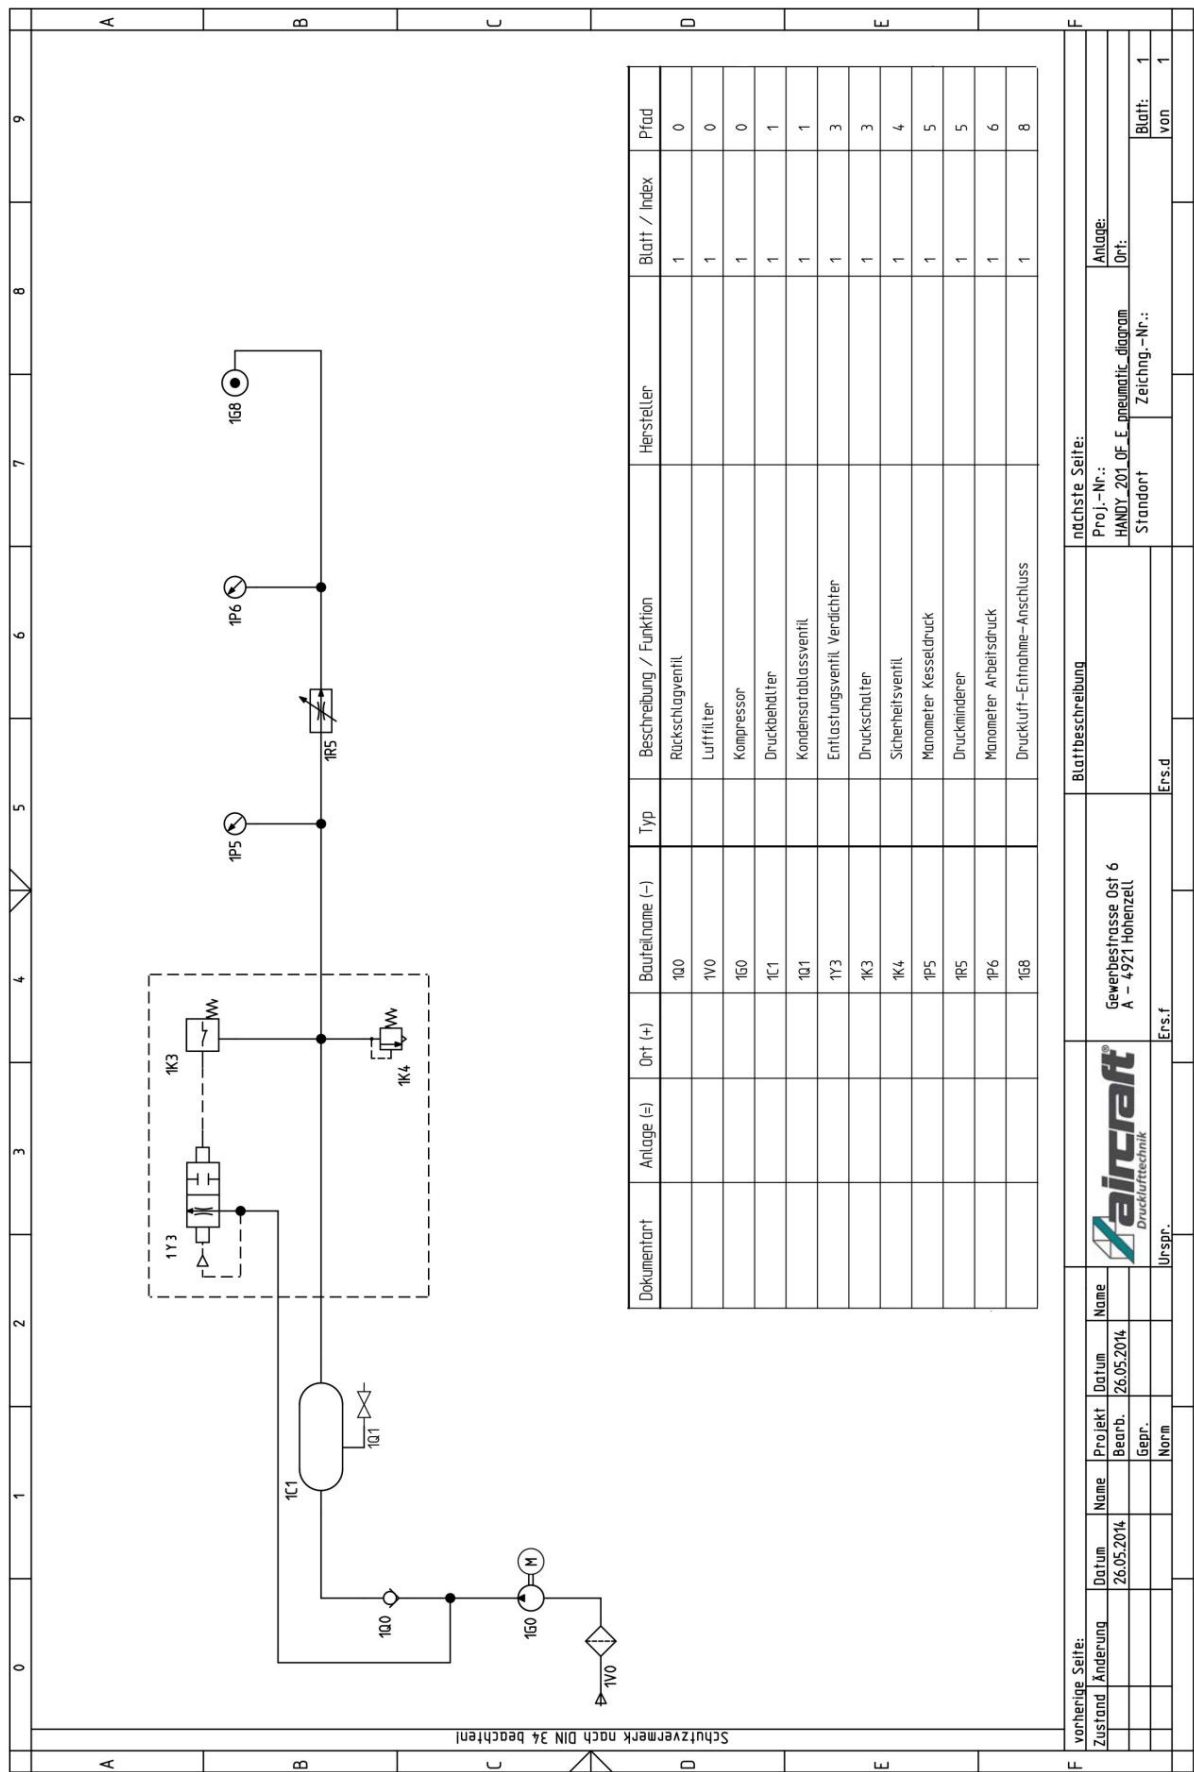 0 1 2 3 4 5 6 7 8 9
A
B
C
D
E
F
A
B
C
D
E
F
Schutzvermerk nach DIN 34 beachten!
1V0
1G0
M
1Q0
1C1
1Q1
1Y3
1K3
1K4
1P5
1R5
1P6
1G8
Dokumentart Anlage (=) Ort (+) Bauteilname (-) Typ Beschreibung / Funktion Hersteller Blatt / Index Pfad
1Q0 Rückschlagventil 1 0
1V0 Luftfilter 1 0
1G0 Kompressor 1 0
1C1 Druckbehälter 1 1
1Q1 Kondensatablassventil 1 1
1Y3 Entlastungsventil Verdichter 1 3
1K3 Druckschalter 1 3
1K4 Sicherheitsventil 1 4
1P5 Manometer Kesseldruck 1 5
1R5 Druckminderer 1 5
1P6 Manometer Arbeitsdruck 1 6
1G8 Druckluft-Entnahme-Anschluss 1 8
vorherige Seite:
Zustand Änderung Datum Name Projekt Datum Name
26.05.2014 Bearb. 26.05.2014
Gepr.
Norm
Urspr.
aircraft®
Drucklufttechnik
Gewerbestrasse Ost 6
A - 4921 Hohenzell
Ers.f
Ers.d
Blattbeschreibung
nächste Seite:
Proj.-Nr.:
HANDY_201_OF_E_pneumatic_diagram
Standort
Zeichng.-Nr.:
Anlage:
Ort:
Blatt: 1
von 1